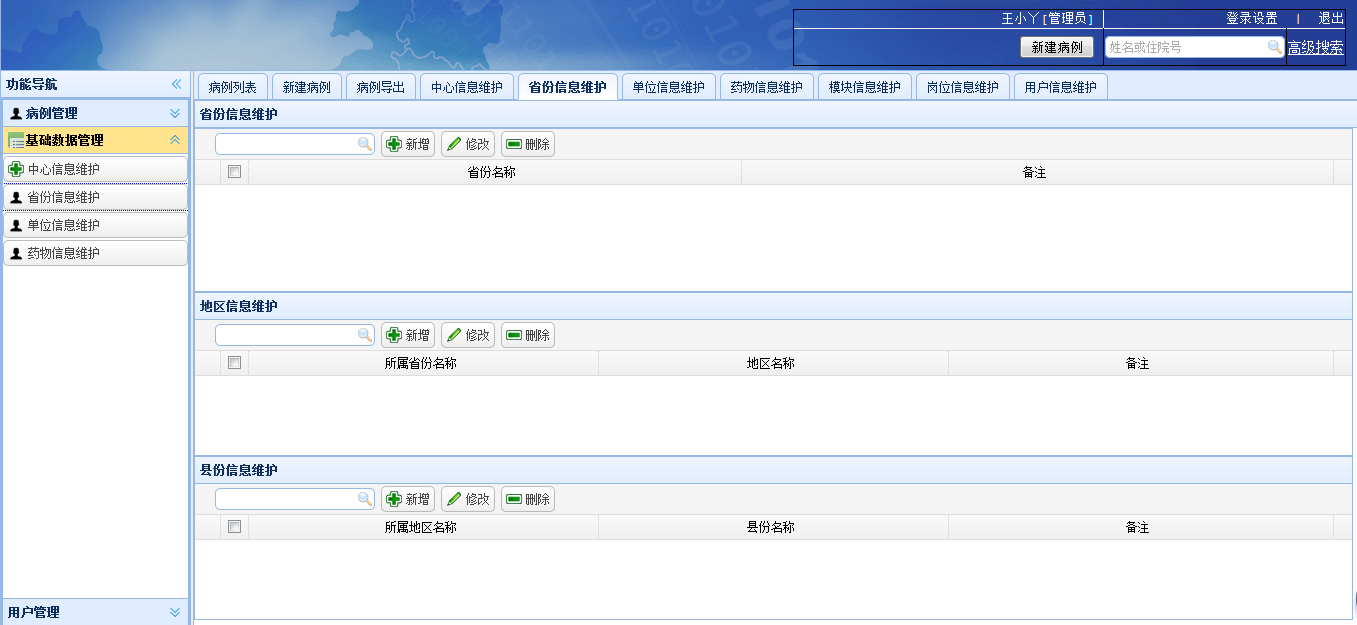 王小丫 [管理员]
登录设置 | 退出
新建病例
姓名或住院号
高级搜索
功能导航
病例管理
基础数据管理
中心信息维护
省份信息维护
单位信息维护
药物信息维护
用户管理
病例列表 新建病例 病例导出 中心信息维护 省份信息维护 单位信息维护 药物信息维护 模块信息维护 岗位信息维护 用户信息维护
省份信息维护
新增 修改 删除
省份名称 备注
地区信息维护
新增 修改 删除
所属省份名称 地区名称 备注
县份信息维护
新增 修改 删除
所属地区名称 县份名称 备注